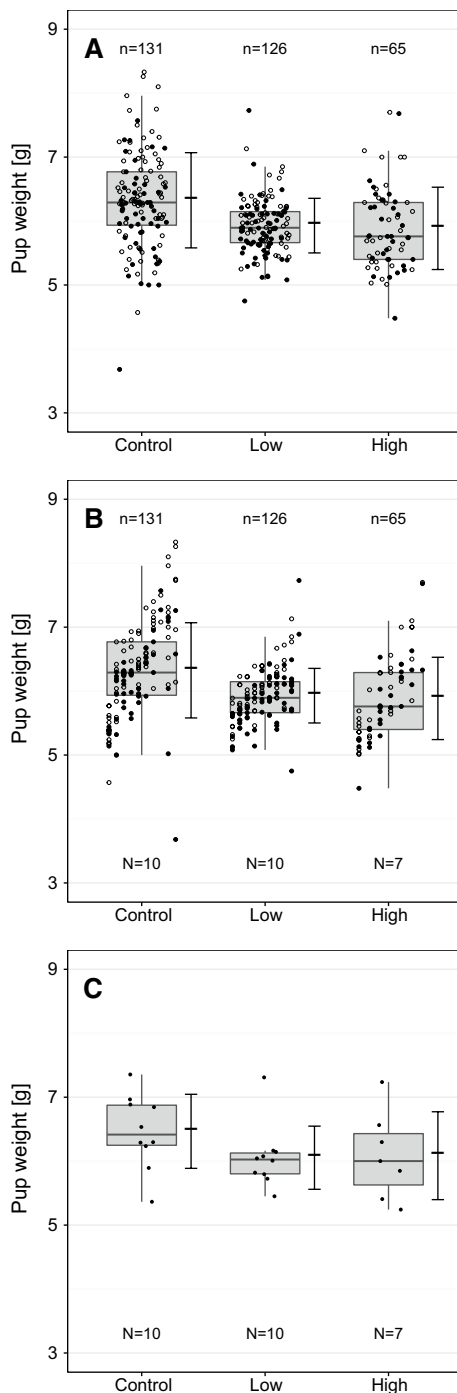 A
n=131 n=126 n=65
Pup weight [g]
9
7
5
3
Control Low High
B
n=131 n=126 n=65
Pup weight [g]
9
7
5
3
N=10 N=10 N=7
Control Low High
C
Pup weight [g]
9
7
5
3
N=10 N=10 N=7
Control Low High